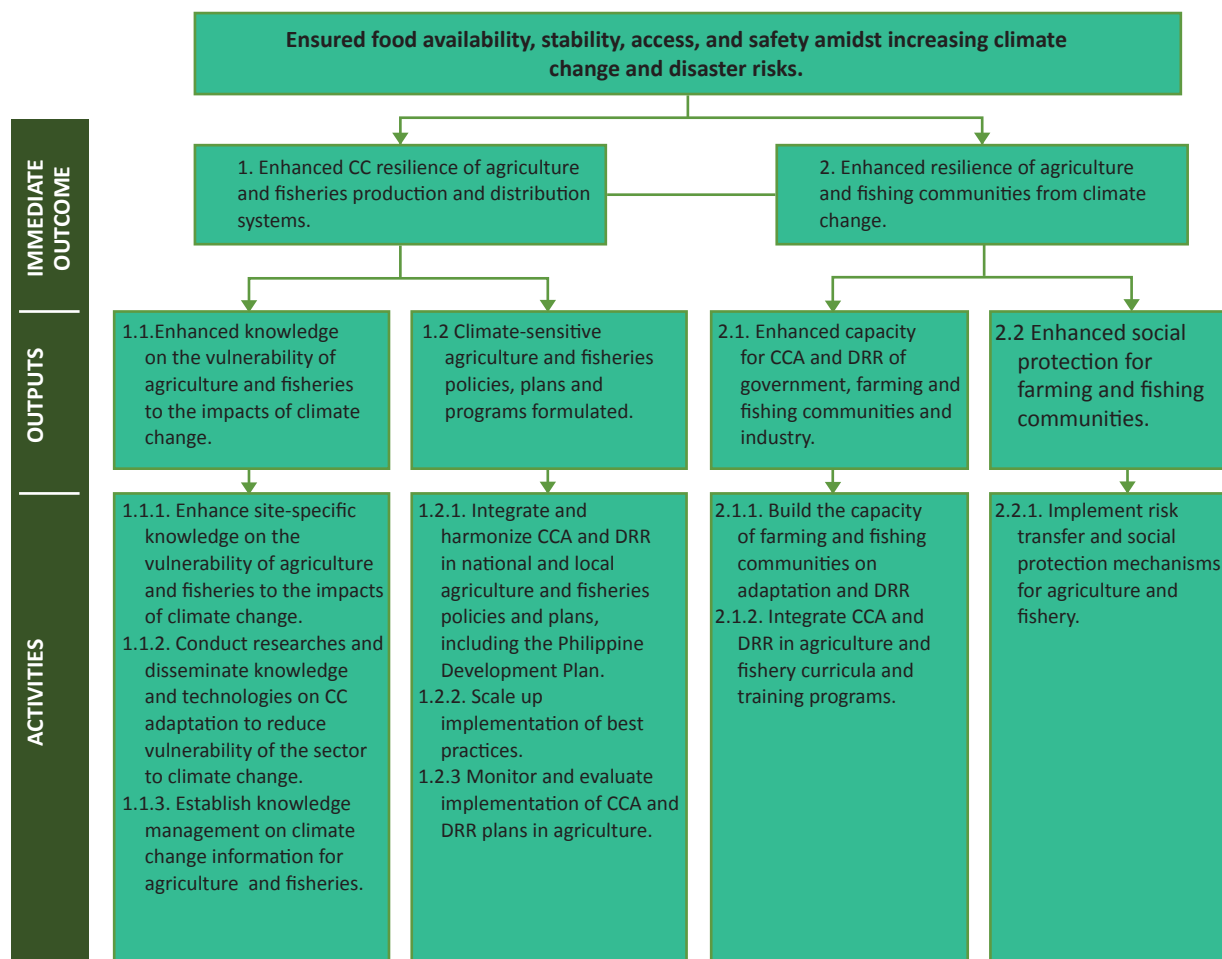 Ensured food availability, stability, access, and safety amidst increasing climate
change and disaster risks.
IMMEDIATE
OUTCOME
1. Enhanced CC resilience of agriculture
and fisheries production and distribution
systems.
2. Enhanced resilience of agriculture
and fishing communities from climate
change.
OUTPUTS
1.1.Enhanced knowledge
on the vulnerability of
agriculture and fisheries
to the impacts of climate
change.
1.2 Climate-sensitive
agriculture and fisheries
policies, plans and
programs formulated.
2.1. Enhanced capacity
for CCA and DRR of
government, farming and
fishing communities and
industry.
2.2 Enhanced social
protection for
farming and fishing
communities.
ACTIVITIES
1.1.1. Enhance site-specific
knowledge on the
vulnerability of agriculture
and fisheries to the impacts
of climate change.
1.1.2. Conduct researches and
disseminate knowledge
and technologies on CC
adaptation to reduce
vulnerability of the sector
to climate change.
1.1.3. Establish knowledge
management on climate
change information for
agriculture and fisheries.
1.2.1. Integrate and
harmonize CCA and DRR
in national and local
agriculture and fisheries
policies and plans,
including the Philippine
Development Plan.
1.2.2. Scale up
implementation of best
practices.
1.2.3 Monitor and evaluate
implementation of CCA and
DRR plans in agriculture.
2.1.1. Build the capacity
of farming and fishing
communities on
adaptation and DRR
2.1.2. Integrate CCA and
DRR in agriculture and
fishery curricula and
training programs.
2.2.1. Implement risk
transfer and social
protection mechanisms
for agriculture and
fishery.